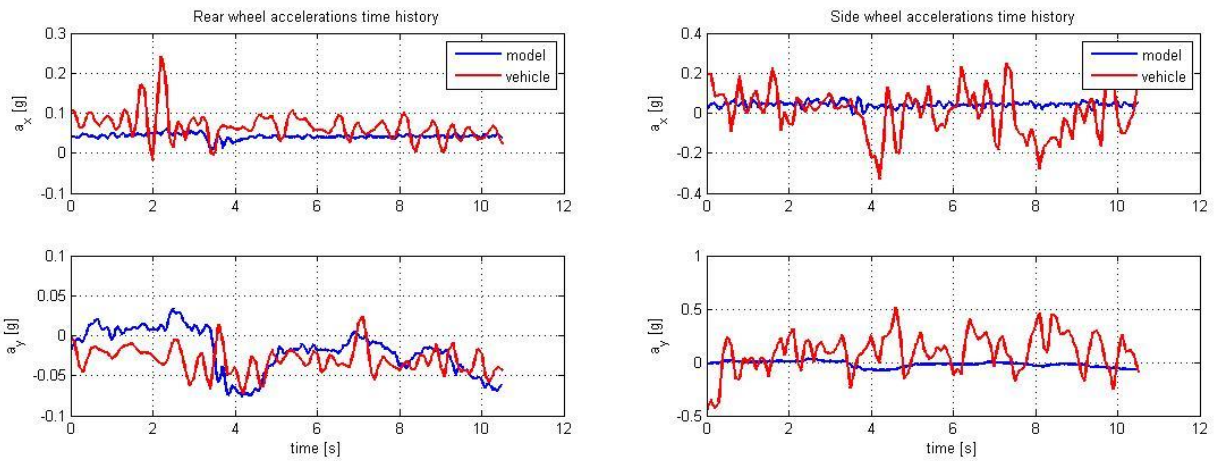 Rear wheel accelerations time history
0.3
0.2
0.1
0
-0.1
a_x [g]
model
vehicle
0 2 4 6 8 10 12
0.1
0.05
0
-0.05
-0.1
a_y [g]
0 2 4 6 8 10 12
time [s]
Side wheel accelerations time history
0.4
0.2
0
-0.2
-0.4
a_x [g]
model
vehicle
0 2 4 6 8 10 12
1
0.5
0
-0.5
a_y [g]
0 2 4 6 8 10 12
time [s]